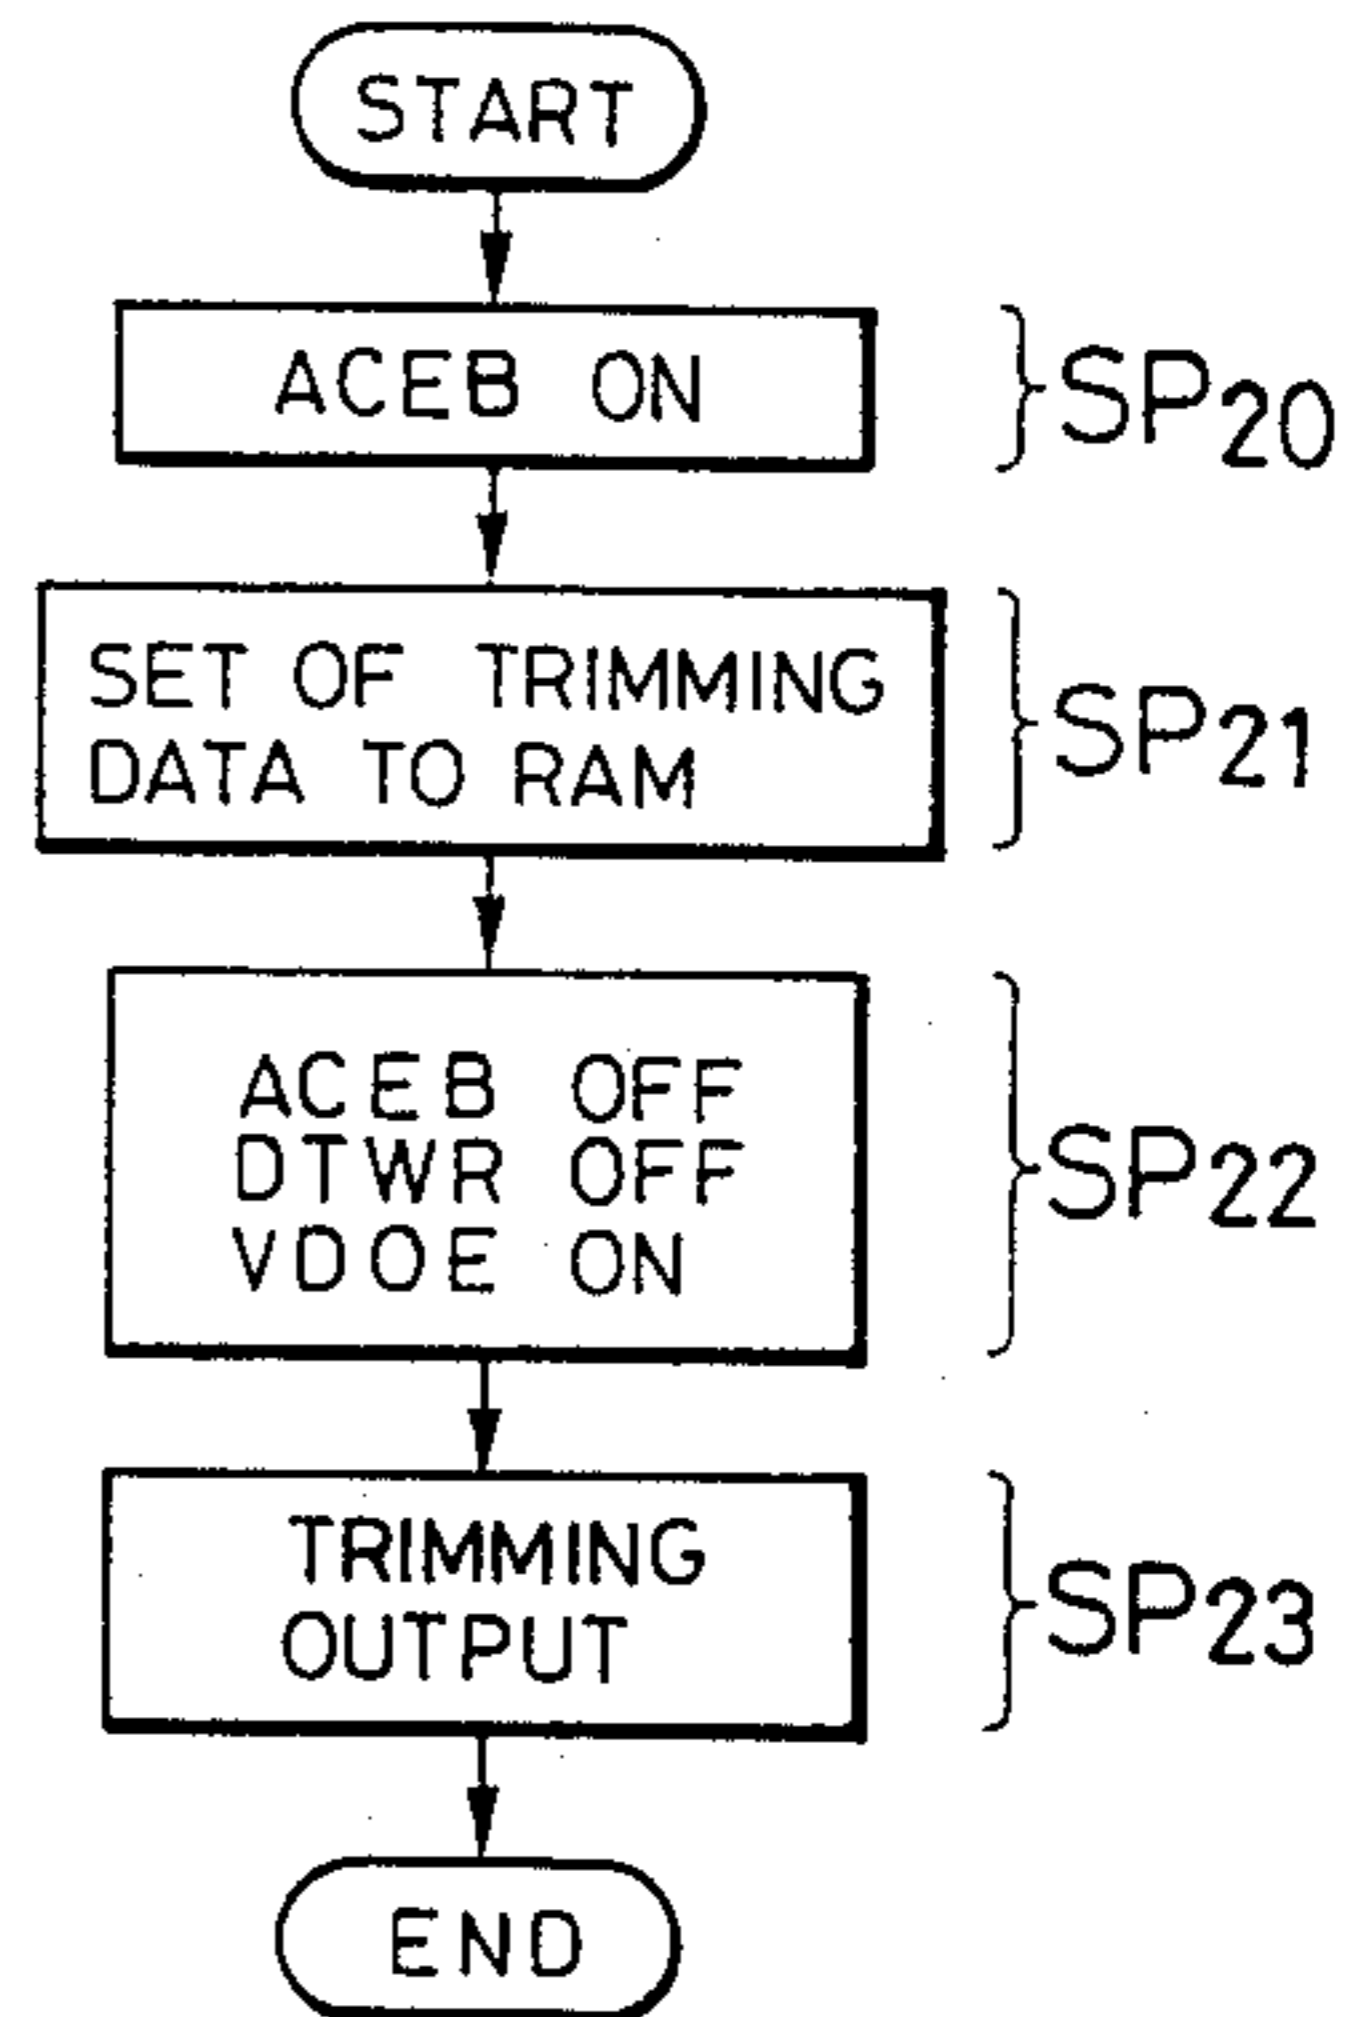 START
ACEB ON
SP20
SET OF TRIMMING
DATA TO RAM
SP21
ACEB OFF
DTWR OFF
VDOE ON
SP22
TRIMMING
OUTPUT
SP23
END